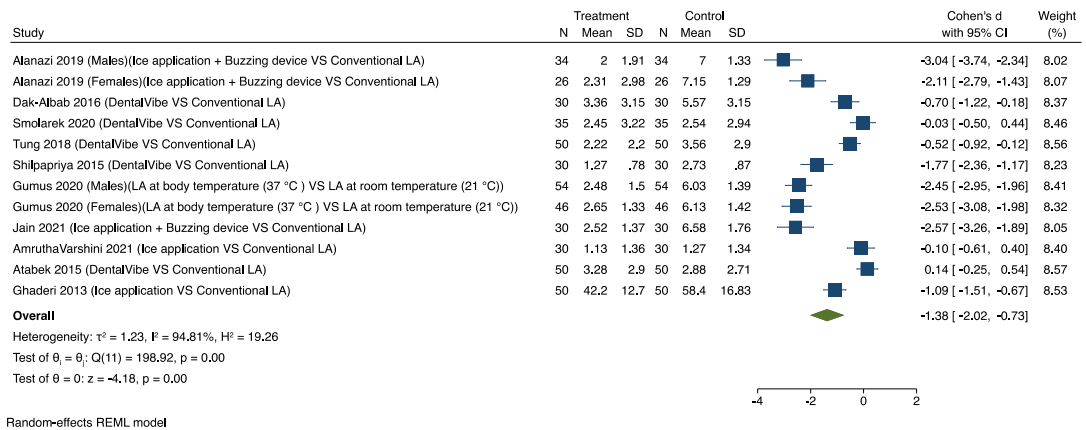 Treatment Control Cohen's d Weight
Study N Mean SD N Mean SD with 95% CI (%)
Alanazi 2019 (Males)(Ice application + Buzzing device VS Conventional LA) 34 2 1.91 34 7 1.33 -3.04 [ -3.74, -2.34] 8.02
Alanazi 2019 (Females)(Ice application + Buzzing device VS Conventional LA) 26 2.31 2.98 26 7.15 1.29 -2.11 [ -2.79, -1.43] 8.07
Dak-Albab 2016 (DentalVibe VS Conventional LA) 30 3.36 3.15 30 5.57 3.15 -0.70 [ -1.22, -0.18] 8.37
Smolarek 2020 (DentalVibe VS Conventional LA) 35 2.45 3.22 35 2.54 2.94 -0.03 [ -0.50, 0.44] 8.46
Tung 2018 (DentalVibe VS Conventional LA) 50 2.22 2.2 50 3.56 2.9 -0.52 [ -0.92, -0.12] 8.56
Shilpapriya 2015 (DentalVibe VS Conventional LA) 30 1.27 .78 30 2.73 .87 -1.77 [ -2.36, -1.17] 8.23
Gumus 2020 (Males)(LA at body temperature (37 °C ) VS LA at room temperature (21 °C)) 54 2.48 1.5 54 6.03 1.39 -2.45 [ -2.95, -1.96] 8.41
Gumus 2020 (Females)(LA at body temperature (37 °C ) VS LA at room temperature (21 °C)) 46 2.65 1.33 46 6.13 1.42 -2.53 [ -3.08, -1.98] 8.32
Jain 2021 (Ice application + Buzzing device VS Conventional LA) 30 2.52 1.37 30 6.58 1.76 -2.57 [ -3.26, -1.89] 8.05
AmruthaVarshini 2021 (Ice application VS Conventional LA) 30 1.13 1.36 30 1.27 1.34 -0.10 [ -0.61, 0.40] 8.40
Atabek 2015 (DentalVibe VS Conventional LA) 50 3.28 2.9 50 2.88 2.71 0.14 [ -0.25, 0.54] 8.57
Ghaderi 2013 (Ice application VS Conventional LA) 50 42.2 12.7 50 58.4 16.83 -1.09 [ -1.51, -0.67] 8.53
Overall -1.38 [ -2.02, -0.73]
Heterogeneity: τ² = 1.23, I² = 94.81%, H² = 19.26
Test of θᵢ = θⱼ: Q(11) = 198.92, p = 0.00
Test of θ = 0: z = -4.18, p = 0.00
-4 -2 0 2
Random-effects REML model